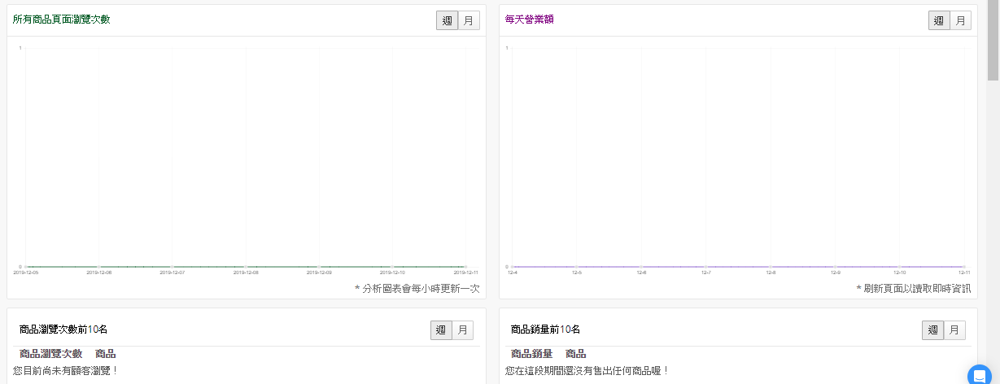 所有商品頁面瀏覽次數
週 月
1
0
2019-12-05 2019-12-06 2019-12-07 2019-12-08 2019-12-09 2019-12-10 2019-12-11
* 分析圖表會每小時更新一次
每天營業額
週 月
1
0
12-4 12-5 12-6 12-7 12-8 12-9 12-10 12-11
* 刷新頁面以讀取即時資訊
商品瀏覽次數前10名
週 月
商品瀏覽次數 商品
您目前尚未有顧客瀏覽！
商品銷量前10名
週 月
商品銷量 商品
您在這段期間還沒有售出任何商品喔！